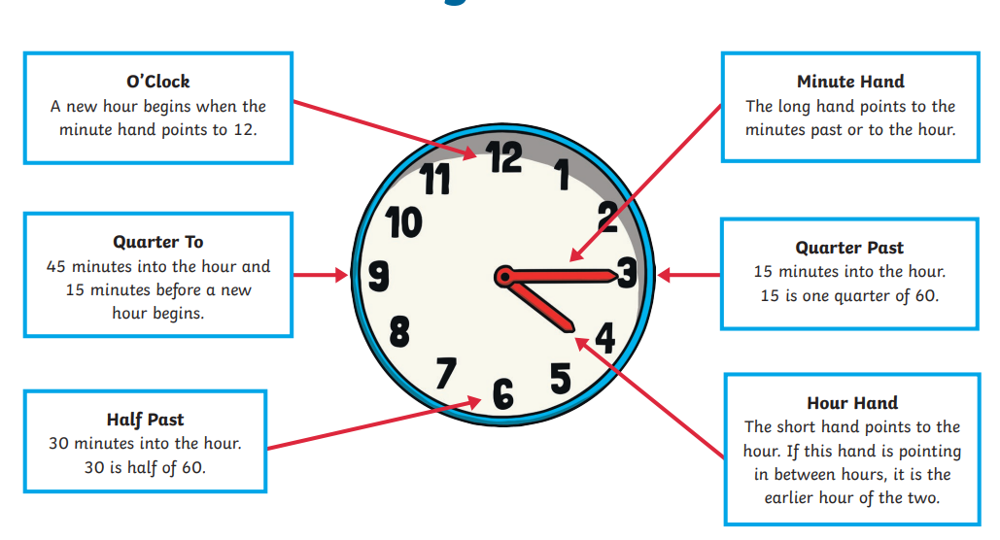 O'Clock
A new hour begins when the
minute hand points to 12.
Minute Hand
The long hand points to the
minutes past or to the hour.
Quarter To
45 minutes into the hour and
15 minutes before a new
hour begins.
Quarter Past
15 minutes into the hour.
15 is one quarter of 60.
Half Past
30 minutes into the hour.
30 is half of 60.
Hour Hand
The short hand points to the
hour. If this hand is pointing
in between hours, it is the
earlier hour of the two.
12
1
2
3
4
5
6
7
8
9
10
11